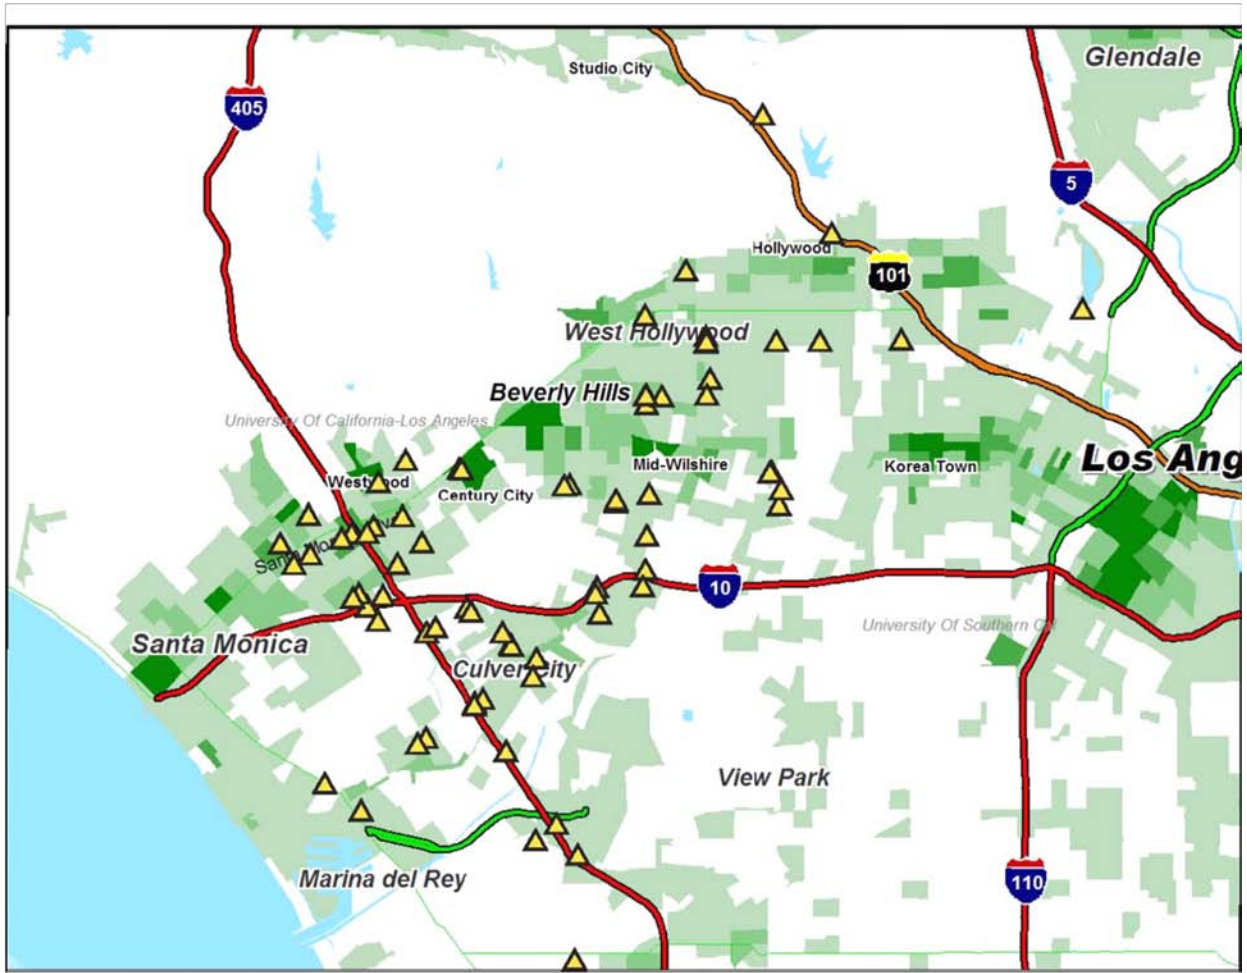 Glendale
Studio City
405
5
Hollywood
101
West Hollywood
Beverly Hills
University Of California-Los Angeles
Mid-Wilshire
Korea Town
Los Ang
Westwood
Century City
10
University Of Southern C
Santa Monica
Culver City
View Park
Marina del Rey
110